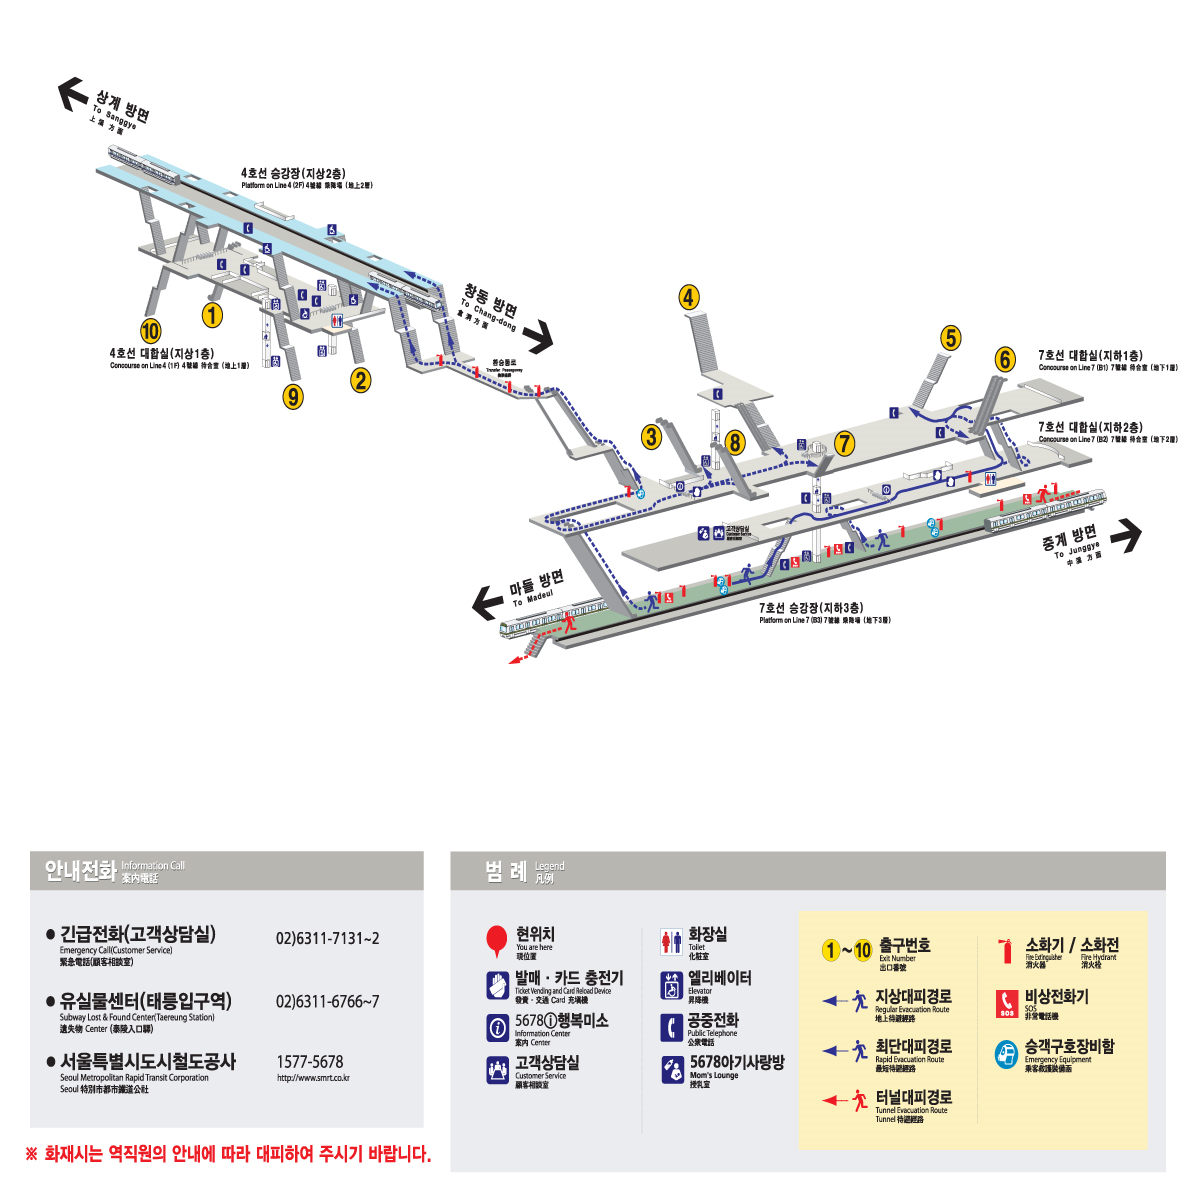 상계 방면
To Sanggye
上溪 方面
4호선 승강장(지상2층)
Platform on Line 4 (2F) 4號線 乘降場 (地上2層)
창동 방면
To Chang-dong
倉洞 方面
10
1
9
2
4호선 대합실(지상1층)
Concourse on Line 4 (1F) 4號線 待合室 (地上1層)
환승통로
Transfer Passageway
4
5
6
3
8
7
7호선 대합실(지하1층)
Concourse on Line 7 (B1) 7號線 待合室 (地下1層)
7호선 대합실(지하2층)
Concourse on Line 7 (B2) 7號線 待合室 (地下2層)
고객상담실
Customer Service
중계 방면
To Junggye
中溪 方面
마들 방면
To Madeul
7호선 승강장(지하3층)
Platform on Line 7 (B3) 7號線 乘降場 (地下3層)
안내전화 Information Call
案內電話
● 긴급전화(고객상담실) 02)6311-7131~2
Emergency Call(Customer Service)
緊急電話(顧客相談室)
● 유실물센터(태릉입구역) 02)6311-6766~7
Subway Lost & Found Center(Taereung Station)
遺失物 Center (泰陵入口驛)
● 서울특별시도시철도공사 1577-5678
Seoul Metropolitan Rapid Transit Corporation http://www.smrt.co.kr
Seoul 特別市都市鐵道公社
※ 화재시는 역직원의 안내에 따라 대피하여 주시기 바랍니다.
범 례 Legend
凡例
현위치
You are here
現位置
발매 · 카드 충전기
Ticket Vending and Card Reload Device
發賣 · 交通 Card 充塡機
5678ⓘ행복미소
Information Center
案內 Center
고객상담실
Customer Service
顧客相談室
화장실
Toilet
化粧室
엘리베이터
Elevator
昇降機
공중전화
Public Telephone
公衆電話
5678아기사랑방
Mom's Lounge
授乳室
1~10 출구번호
Exit Number
出口番號
지상대피경로
Regular Evacuation Route
地上待避經路
최단대피경로
Rapid Evacuation Route
最短待避經路
터널대피경로
Tunnel Evacuation Route
Tunnel 待避經路
소화기 / 소화전
Fire Extinguisher Fire Hydrant
消火器 消火栓
비상전화기
SOS
SOS
非常電話機
승객구호장비함
Emergency Equipment
乘客救護裝備函